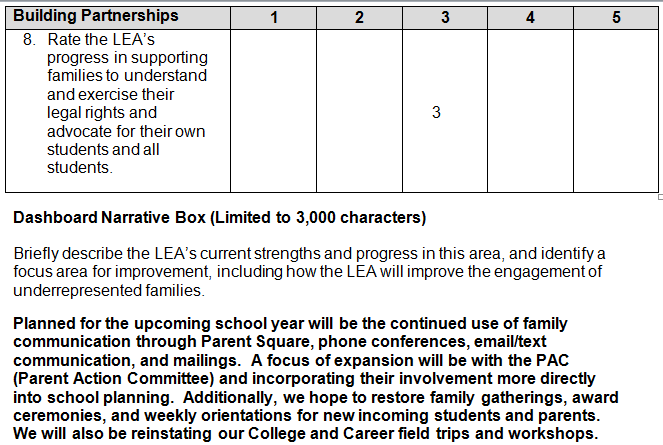 Building Partnerships 1 2 3 4 5
8. Rate the LEA's
progress in supporting
families to understand
and exercise their
legal rights and
advocate for their own
students and all
students.
3
Dashboard Narrative Box (Limited to 3,000 characters)
Briefly describe the LEA's current strengths and progress in this area, and identify a
focus area for improvement, including how the LEA will improve the engagement of
underrepresented families.
Planned for the upcoming school year will be the continued use of family
communication through Parent Square, phone conferences, email/text
communication, and mailings.  A focus of expansion will be with the PAC
(Parent Action Committee) and incorporating their involvement more directly
into school planning.  Additionally, we hope to restore family gatherings, award
ceremonies, and weekly orientations for new incoming students and parents.
We will also be reinstating our College and Career field trips and workshops.